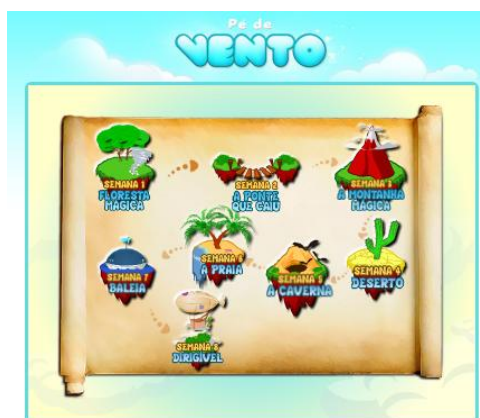 Pé de
VENTO
SEMANA 1
FLORESTA
MÁGICA
SEMANA 2
A PONTE
QUE CAIU
SEMANA 3
A MONTANHA
MÁGICA
SEMANA 4
DESERTO
SEMANA 5
A CAVERNA
SEMANA 6
A PRAIA
SEMANA 7
BALEIA
SEMANA 8
DIRIGÍVEL